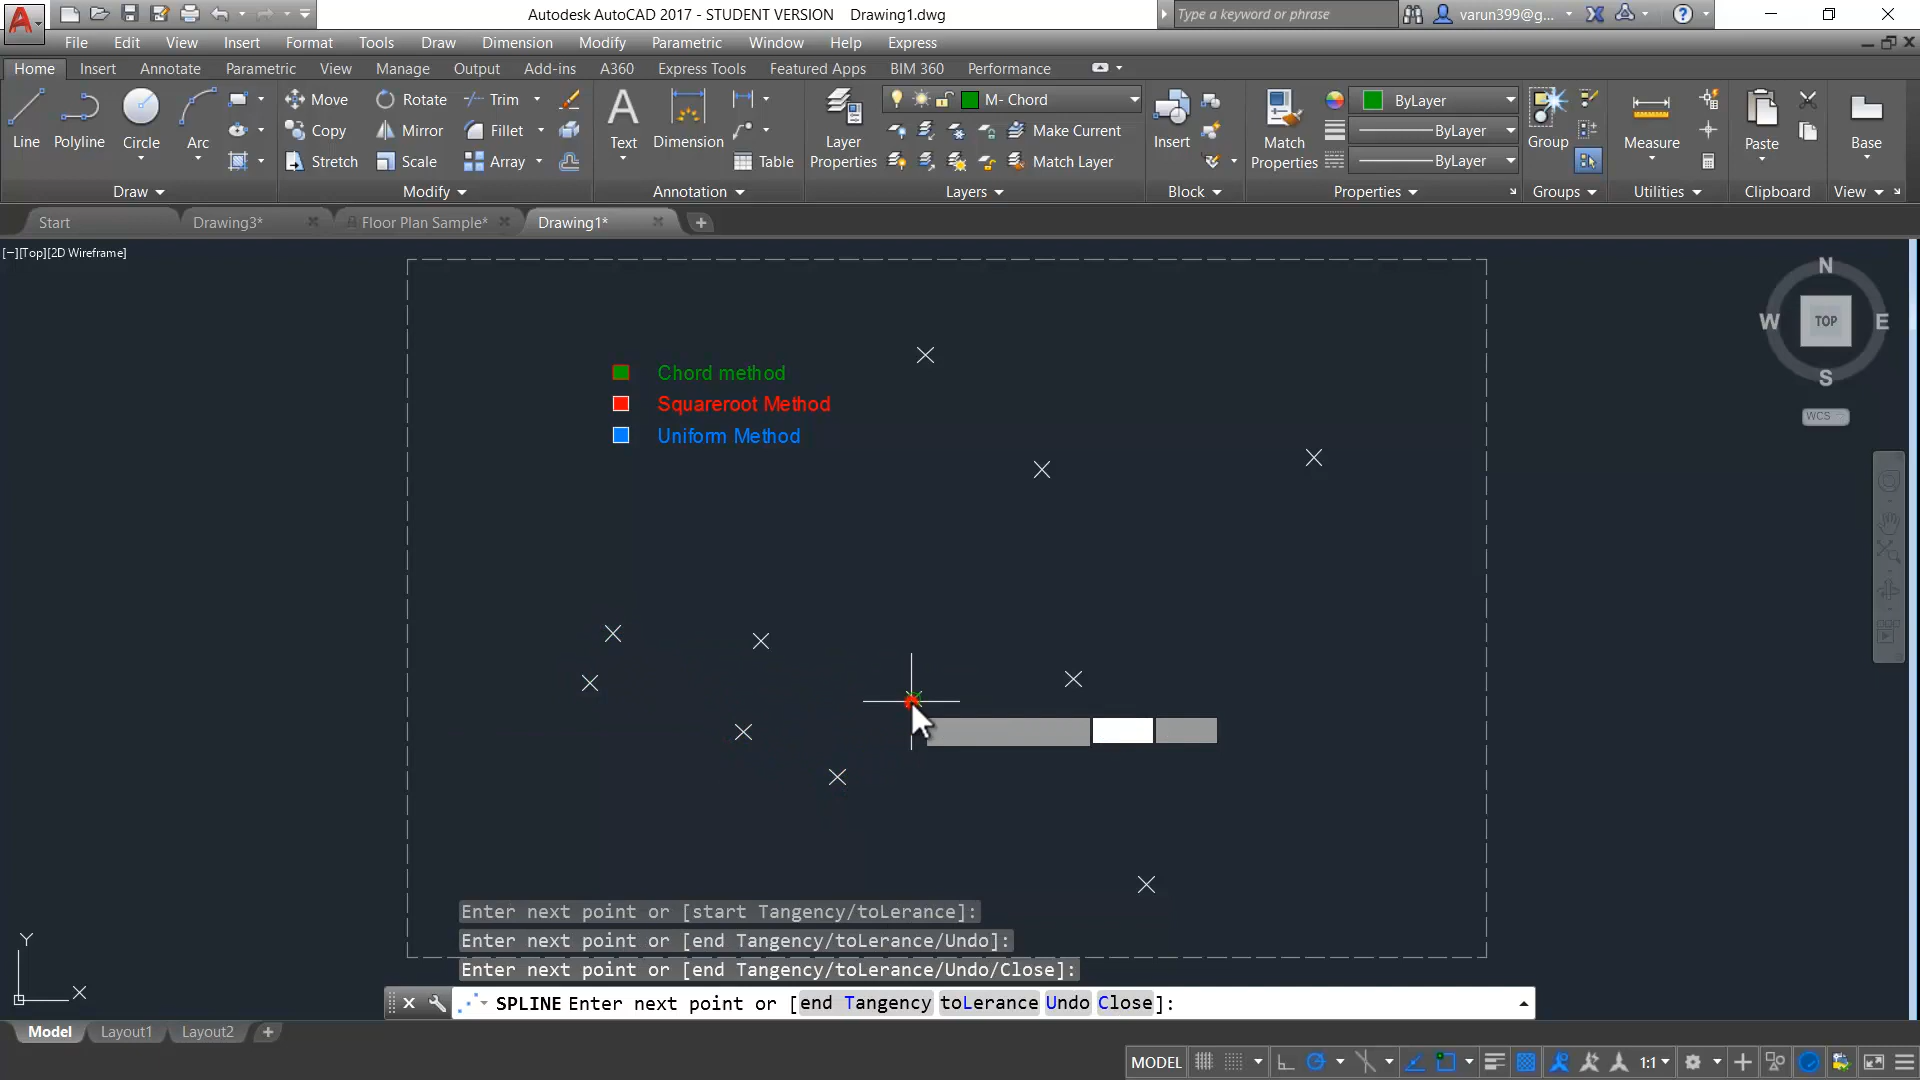 Autodesk AutoCAD 2017 - STUDENT VERSION Drawing1.dwg
Type a keyword or phrase
varun399@g...
File Edit View Insert Format Tools Draw Dimension Modify Parametric Window Help Express
Home Insert Annotate Parametric View Manage Output Add-ins A360 Express Tools Featured Apps BIM 360 Performance
Move Rotate Trim M- Chord ByLayer
Copy Mirror Fillet Make Current ByLayer
Line Polyline Circle Arc Text Dimension Layer Properties Insert Match Properties Group Measure Paste Base
Stretch Scale Array Table Match Layer ByLayer
Draw Modify Annotation Layers Block Properties Groups Utilities Clipboard View
Start Drawing3* Floor Plan Sample* Drawing1*
[−][Top][2D Wireframe]
N
W TOP E
S
WCS
Chord method
Squareroot Method
Uniform Method
Enter next point or [start Tangency/toLerance]:
Enter next point or [end Tangency/toLerance/Undo]:
Enter next point or [end Tangency/toLerance/Undo/Close]:
Y
X
SPLINE Enter next point or [end Tangency toLerance Undo Close]:
Model Layout1 Layout2
MODEL 1:1